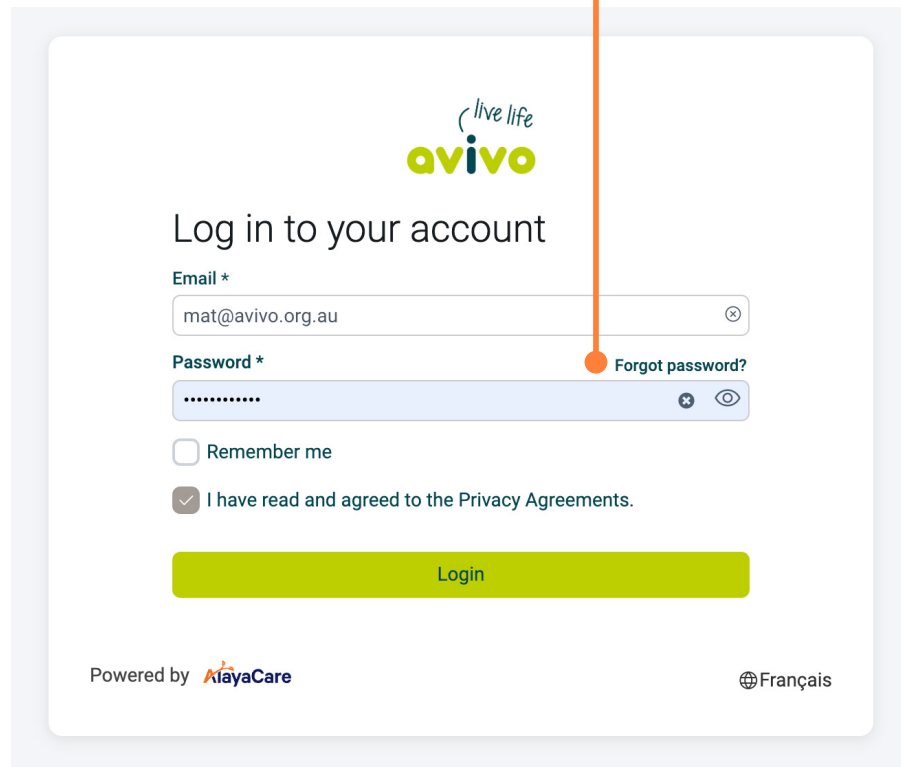 live life
avivo
Log in to your account
Email *
mat@avivo.org.au
Password *
Forgot password?
••••••••••••
Remember me
I have read and agreed to the Privacy Agreements.
Login
Powered by AlayaCare
Français